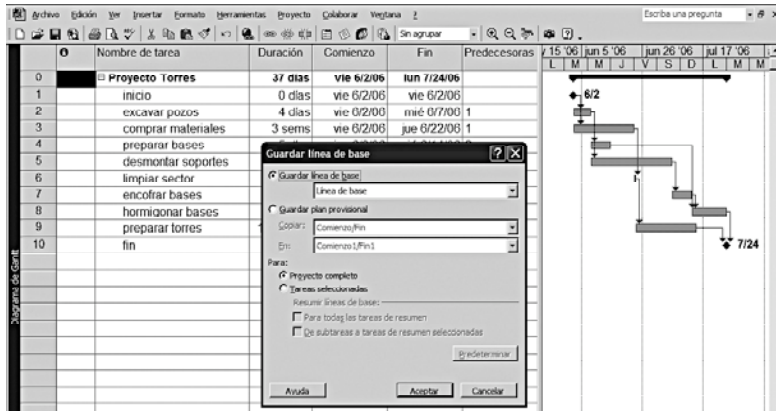 Archivo Edición Ver Insertar Formato Herramientas Proyecto Colaborar Ventana ? Escriba una pregunta
Sin agrupar
Nombre de tarea Duración Comienzo Fin Predecesoras 15 '06 jun 5 '06 jun 26 '06 jul 17 '06
L M M J V S D L M M
0 Proyecto Torres 37 días vie 6/2/06 lun 7/24/06
1 inicio 0 días vie 6/2/06 vie 6/2/06 6/2
2 excavar pozos 4 días vie 6/2/06 mié 6/7/06 1
3 comprar materiales 3 sems vie 6/2/06 jue 6/22/06 1
4 preparar bases
5 desmontar soportes
6 limpiar sector
7 encofrar bases
8 hormigonar bases
9 preparar torres
10 fin 7/24
Diagrama de Gantt
Guardar línea de base
Guardar línea de base
Línea de base
Guardar plan provisional
Copiar: Comienzo/Fin
En: Comienzo1/Fin1
Para:
Proyecto completo
Tareas seleccionadas
Resumir líneas de base:
Para todas las tareas de resumen
De subtareas a tareas de resumen seleccionadas
Predeterminar
Ayuda Aceptar Cancelar